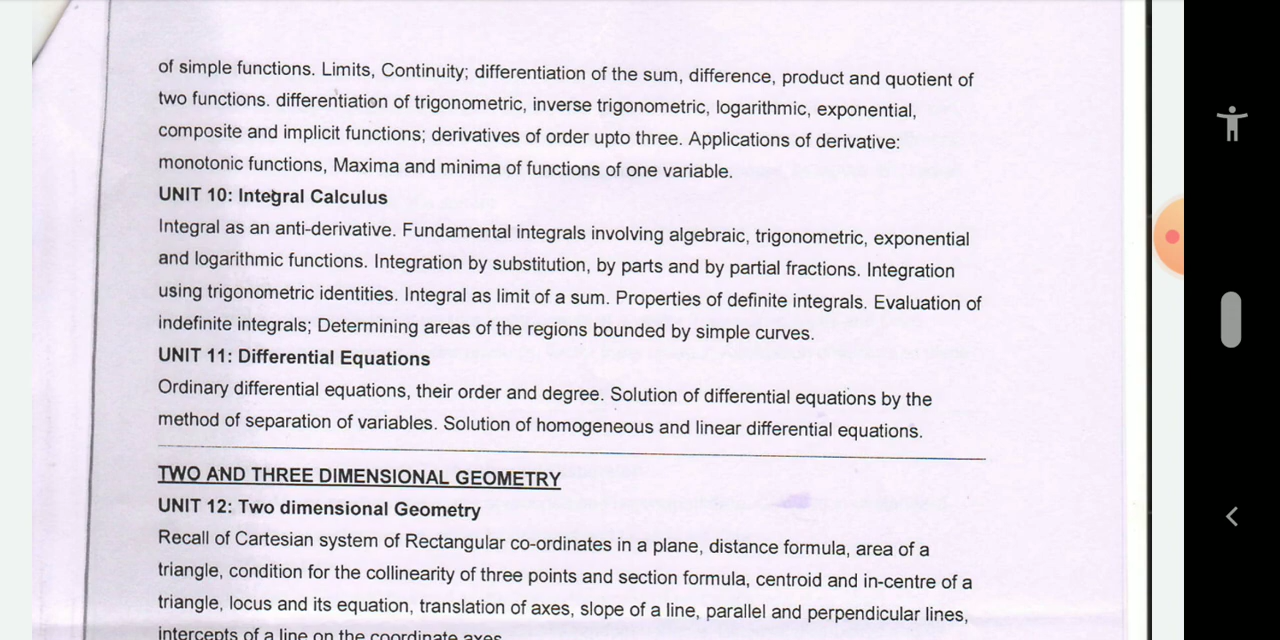 of simple functions. Limits, Continuity; differentiation of the sum, difference, product and quotient of
two functions. differentiation of trigonometric, inverse trigonometric, logarithmic, exponential,
composite and implicit functions; derivatives of order upto three. Applications of derivative:
monotonic functions, Maxima and minima of functions of one variable.
UNIT 10: Integral Calculus
Integral as an anti-derivative. Fundamental integrals involving algebraic, trigonometric, exponential
and logarithmic functions. Integration by substitution, by parts and by partial fractions. Integration
using trigonometric identities. Integral as limit of a sum. Properties of definite integrals. Evaluation of
indefinite integrals; Determining areas of the regions bounded by simple curves.
UNIT 11: Differential Equations
Ordinary differential equations, their order and degree. Solution of differential equations by the
method of separation of variables. Solution of homogeneous and linear differential equations.
TWO AND THREE DIMENSIONAL GEOMETRY
UNIT 12: Two dimensional Geometry
Recall of Cartesian system of Rectangular co-ordinates in a plane, distance formula, area of a
triangle, condition for the collinearity of three points and section formula, centroid and in-centre of a
triangle, locus and its equation, translation of axes, slope of a line, parallel and perpendicular lines,
intercepts of a line on the coordinate axes